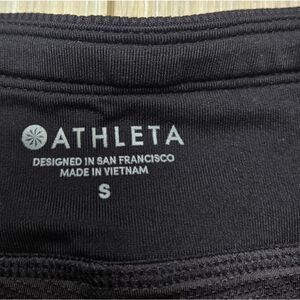 ATHLETA
DESIGNED IN SAN FRANCISCO
MADE IN VIETNAM
S